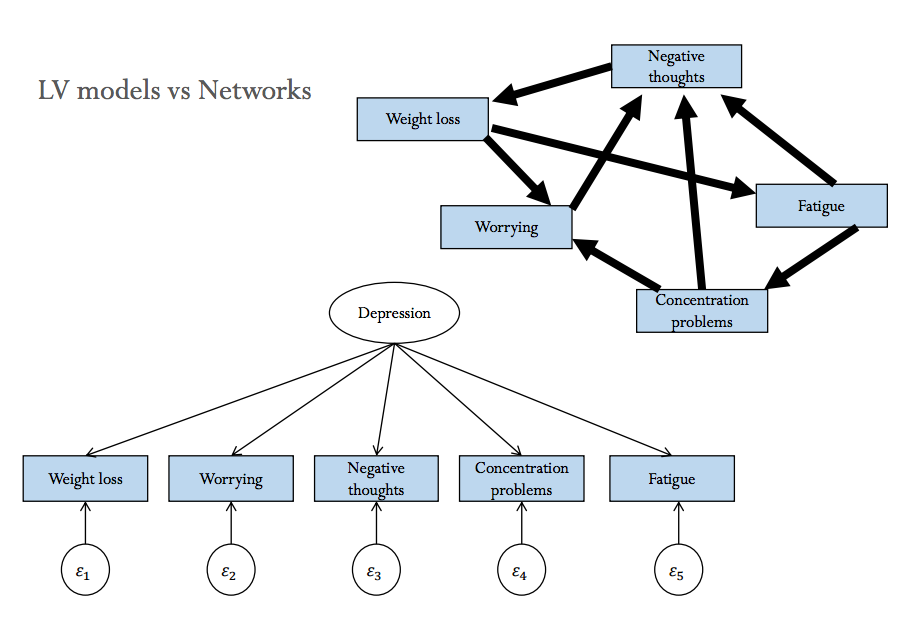 LV models vs Networks
Negative
thoughts
Weight loss
Fatigue
Worrying
Concentration
problems
Depression
Weight loss
Worrying
Negative
thoughts
Concentration
problems
Fatigue
ε1
ε2
ε3
ε4
ε5